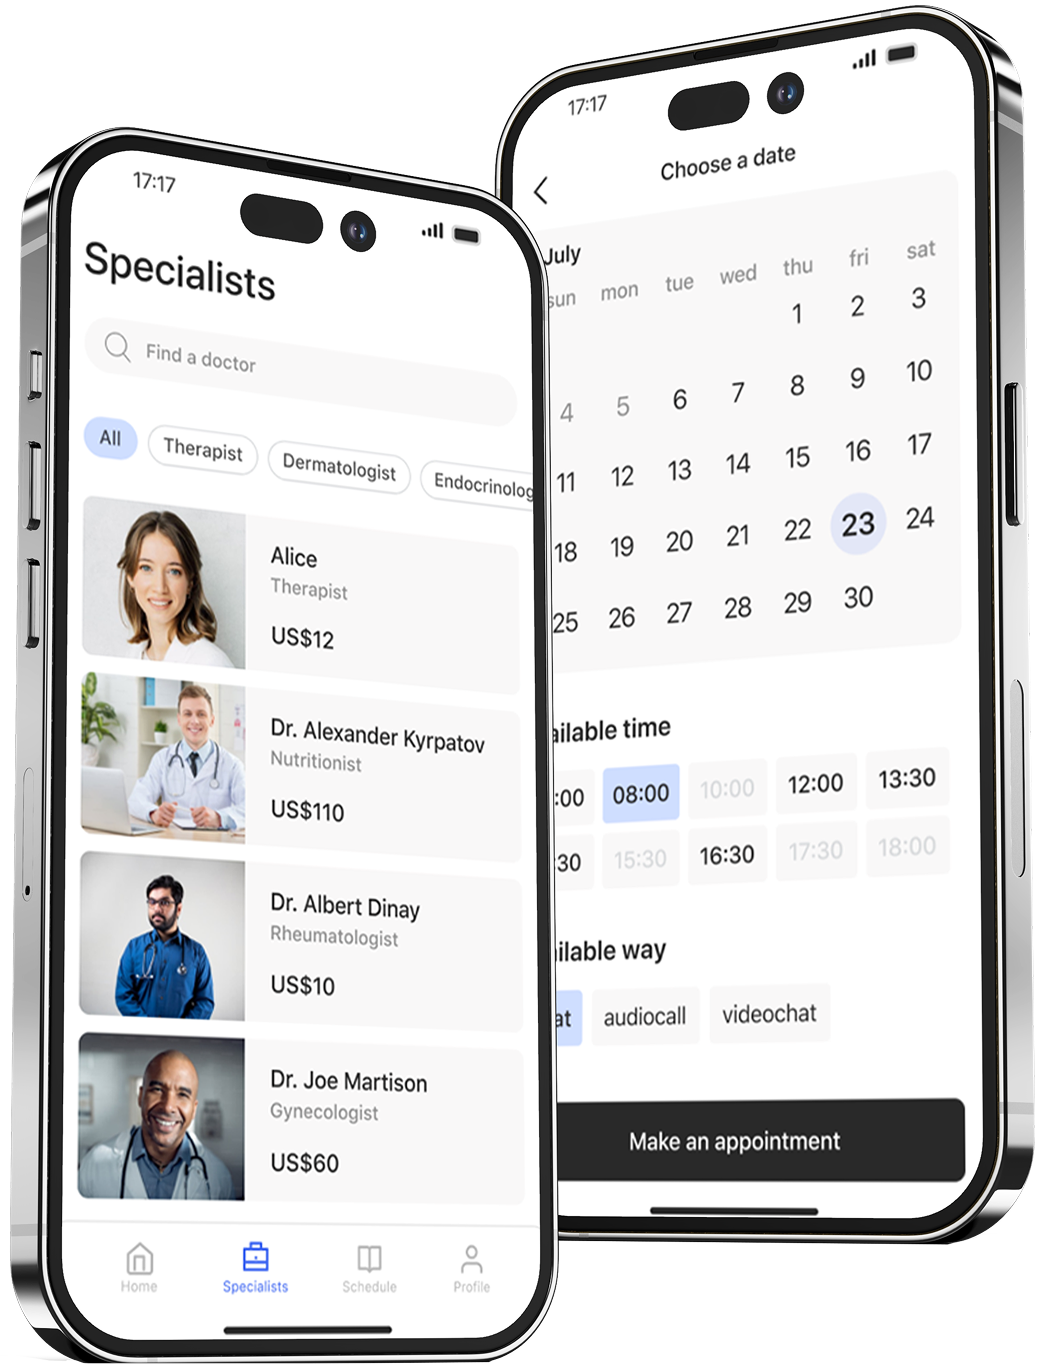 17:17
Specialists
Find a doctor
All Therapist Dermatologist Endocrinolog
Alice
Therapist
US$12
Dr. Alexander Kyrpatov
Nutritionist
US$110
Dr. Albert Dinay
Rheumatologist
US$10
Dr. Joe Martison
Gynecologist
US$60
Home Specialists Schedule Profile
17:17
Choose a date
July
sun mon tue wed thu fri sat
1 2 3
4 5 6 7 8 9 10
11 12 13 14 15 16 17
18 19 20 21 22 23 24
25 26 27 28 29 30
ailable time
:00 08:00 10:00 12:00 13:30
:30 15:30 16:30 17:30 18:00
ilable way
at audiocall videochat
Make an appointment